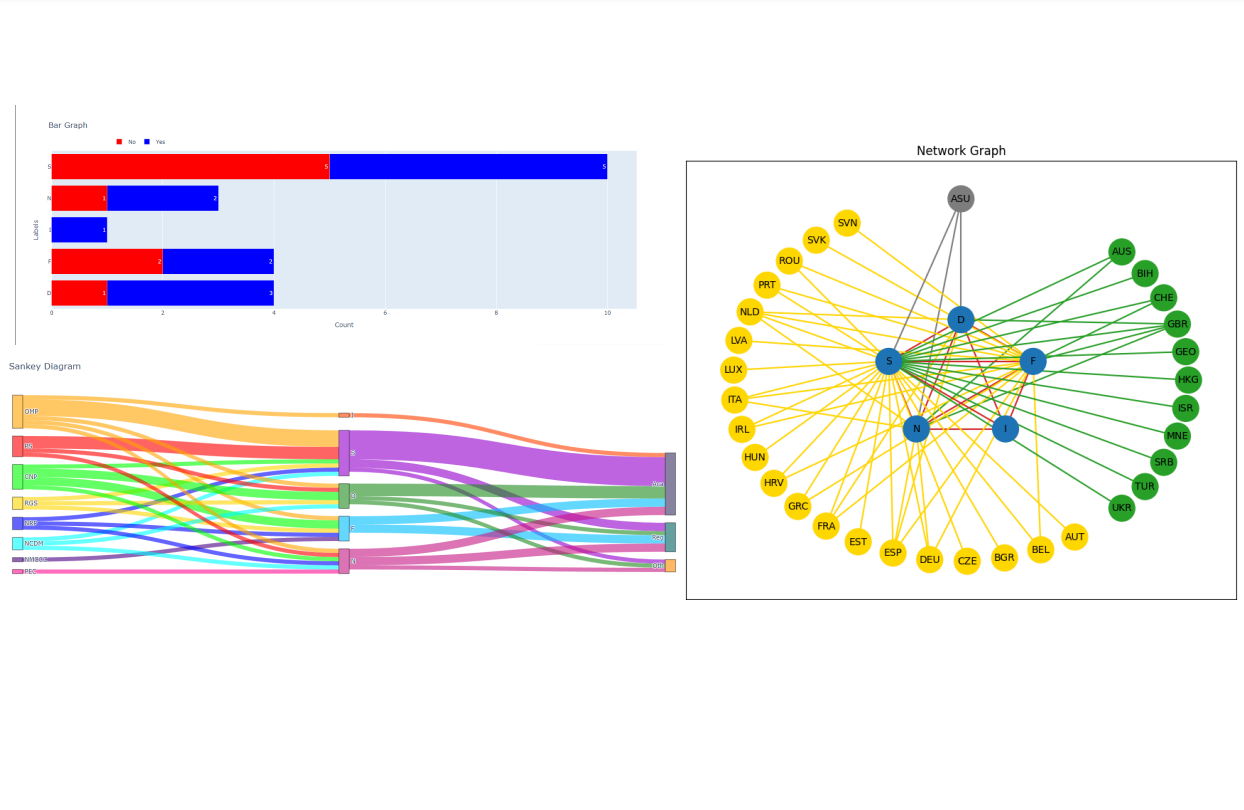 Bar Graph
No Yes
S 5 5
N 1 2
I 1
F 2 2
D 1 3
Labels
0 2 4 6 8 10
Count
Sankey Diagram
OMP
PS
CNP
RGS
NRP
NCDM
NMBOC
PEC
I
S
D
F
N
Aca
Reg
Oth
Network Graph
ASU
SVN
SVK
ROU
PRT
NLD
LVA
LUX
ITA
IRL
HUN
HRV
GRC
FRA
EST
ESP
DEU
CZE
BGR
BEL
AUT
AUS
BIH
CHE
GBR
GEO
HKG
ISR
MNE
SRB
TUR
UKR
D
S
F
N
I